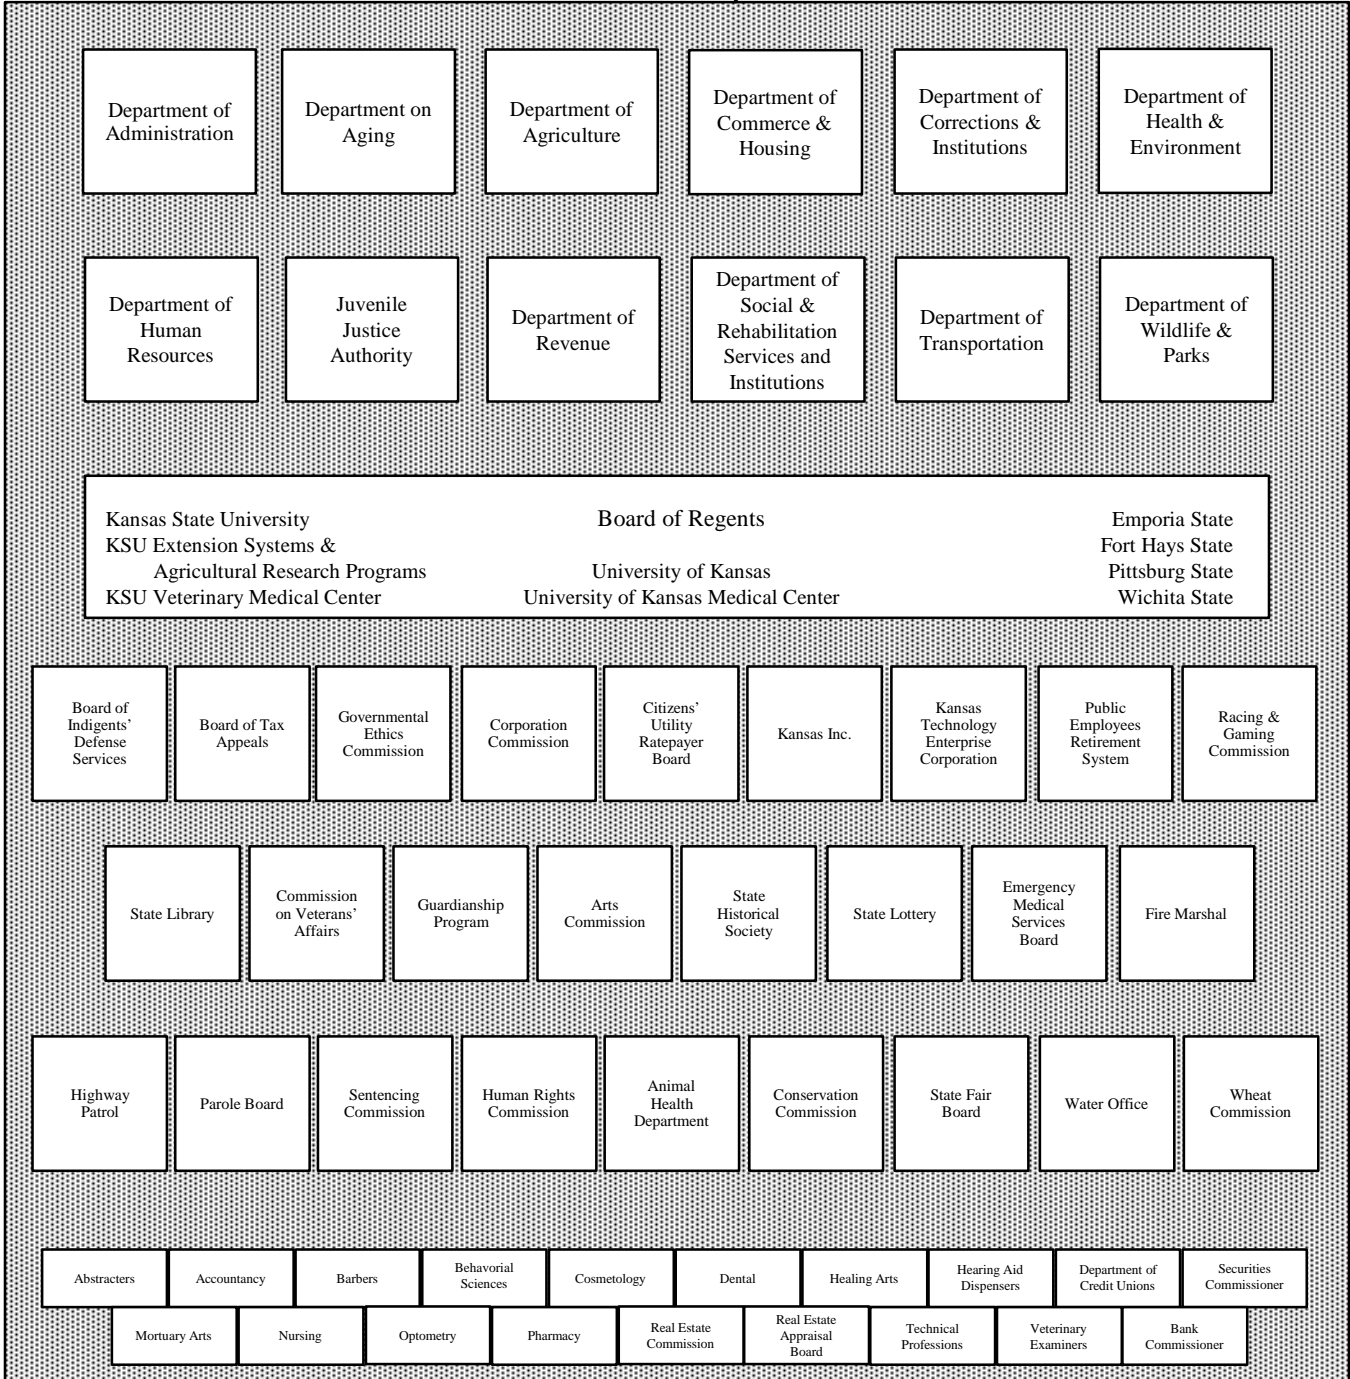 Department of
Administration
Department on
Aging
Department of
Agriculture
Department of
Commerce &
Housing
Department of
Corrections &
Institutions
Department of
Health &
Environment
Department of
Human
Resources
Juvenile
Justice
Authority
Department of
Revenue
Department of
Social &
Rehabilitation
Services and
Institutions
Department of
Transportation
Department of
Wildlife &
Parks
Kansas State University
KSU Extension Systems &
Agricultural Research Programs
KSU Veterinary Medical Center
Board of Regents
University of Kansas
University of Kansas Medical Center
Emporia State
Fort Hays State
Pittsburg State
Wichita State
Board of
Indigents'
Defense
Services
Board of Tax
Appeals
Governmental
Ethics
Commission
Corporation
Commission
Citizens'
Utility
Ratepayer
Board
Kansas Inc.
Kansas
Technology
Enterprise
Corporation
Public
Employees
Retirement
System
Racing &
Gaming
Commission
State Library
Commission
on Veterans'
Affairs
Guardianship
Program
Arts
Commission
State
Historical
Society
State Lottery
Emergency
Medical
Services
Board
Fire Marshal
Highway
Patrol
Parole Board
Sentencing
Commission
Human Rights
Commission
Animal
Health
Department
Conservation
Commission
State Fair
Board
Water Office
Wheat
Commission
Abstracters
Accountancy
Barbers
Behavorial
Sciences
Cosmetology
Dental
Healing Arts
Hearing Aid
Dispensers
Department of
Credit Unions
Securities
Commissioner
Mortuary Arts
Nursing
Optometry
Pharmacy
Real Estate
Commission
Real Estate
Appraisal
Board
Technical
Professions
Veterinary
Examiners
Bank
Commissioner